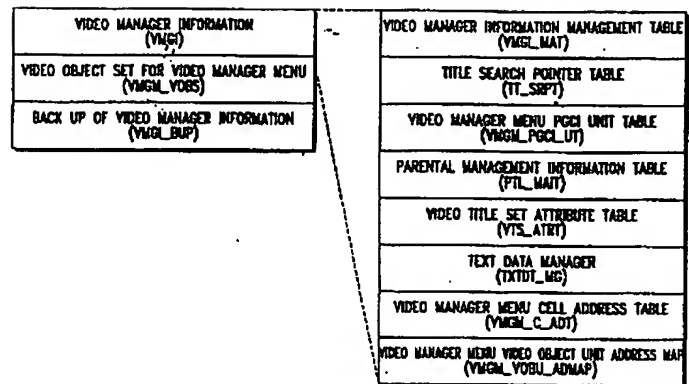 VIDEO MANAGER INFORMATION
(VMGI)
VIDEO OBJECT SET FOR VIDEO MANAGER MENU
(VMGM_VOBS)
BACK UP OF VIDEO MANAGER INFORMATION
(VMGI_BUP)
VIDEO MANAGER INFORMATION MANAGEMENT TABLE
(VMGI_MAT)
TITLE SEARCH POINTER TABLE
(TT_SRPT)
VIDEO MANAGER MENU PGCI UNIT TABLE
(VMGM_PGCI_UT)
PARENTAL MANAGEMENT INFORMATION TABLE
(PTL_MAIT)
VIDEO TITLE SET ATTRIBUTE TABLE
(VTS_ATRT)
TEXT DATA MANAGER
(TXTDT_MG)
VIDEO MANAGER MENU CELL ADDRESS TABLE
(VMGM_C_ADT)
VIDEO MANAGER MENU VIDEO OBJECT UNIT ADDRESS MAP
(VMGM_VOBU_ADMAP)